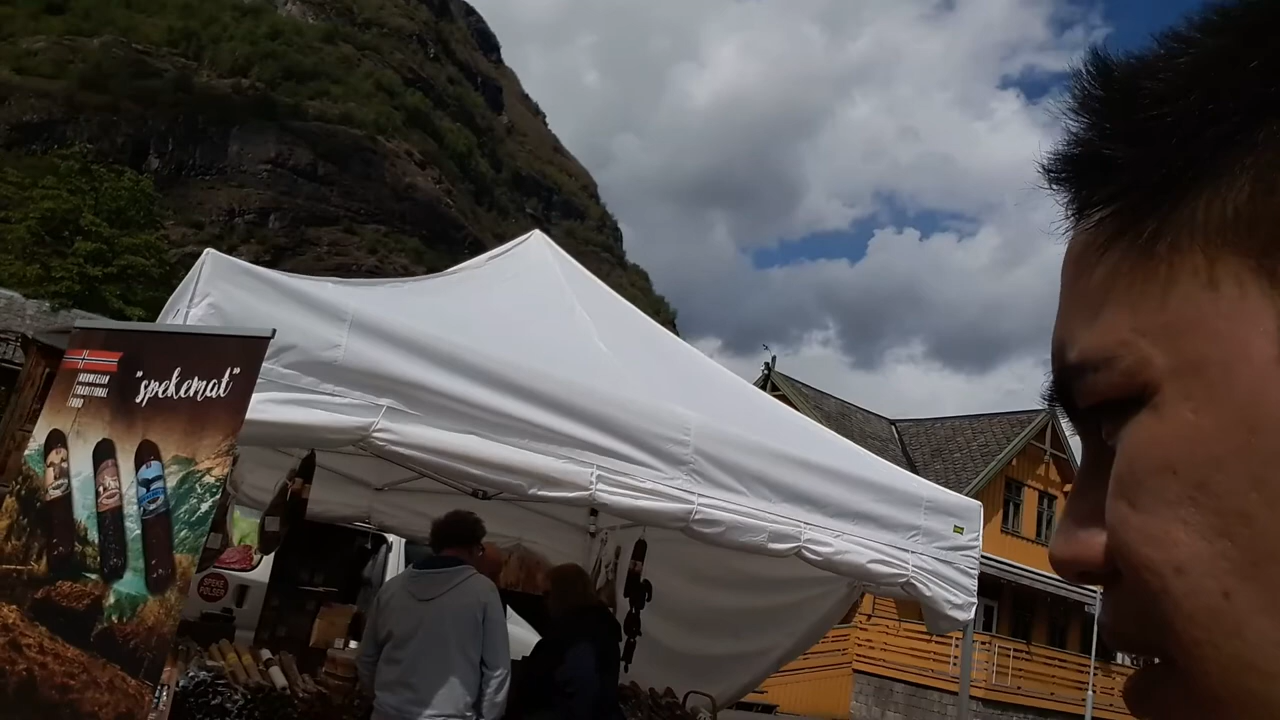 NORWEGIAN
TRADITIONAL
FOOD
"spekemat"
SPEKE
PØLSER